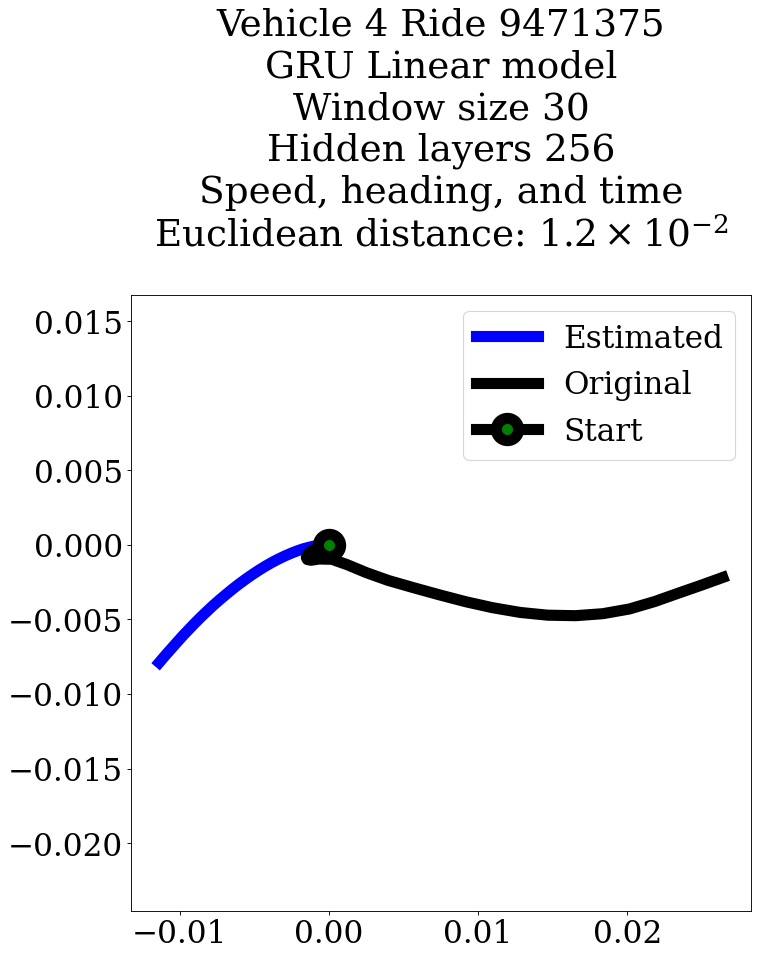 Vehicle 4 Ride 9471375
GRU Linear model
Window size 30
Hidden layers 256
Speed, heading, and time
Euclidean distance: 1.2 × 10⁻²
Estimated
Original
Start
0.015
0.010
0.005
0.000
−0.005
−0.010
−0.015
−0.020
−0.01 0.00 0.01 0.02